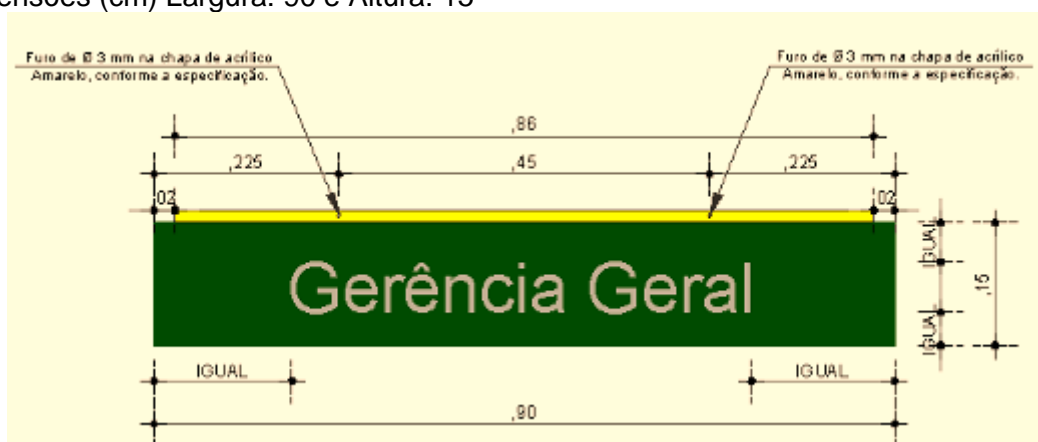 ensões (cm) Largura: 90 e Altura: 15
Furo de Ø 3 mm na chapa de acrílico
Amarelo, conforme a especificação.
Furo de Ø 3 mm na chapa de acrílico
Amarelo, conforme a especificação.
,86
,225
,45
,225
02
02
Gerência Geral
IGUAL
IGUAL
,15
IGUAL
IGUAL
,90